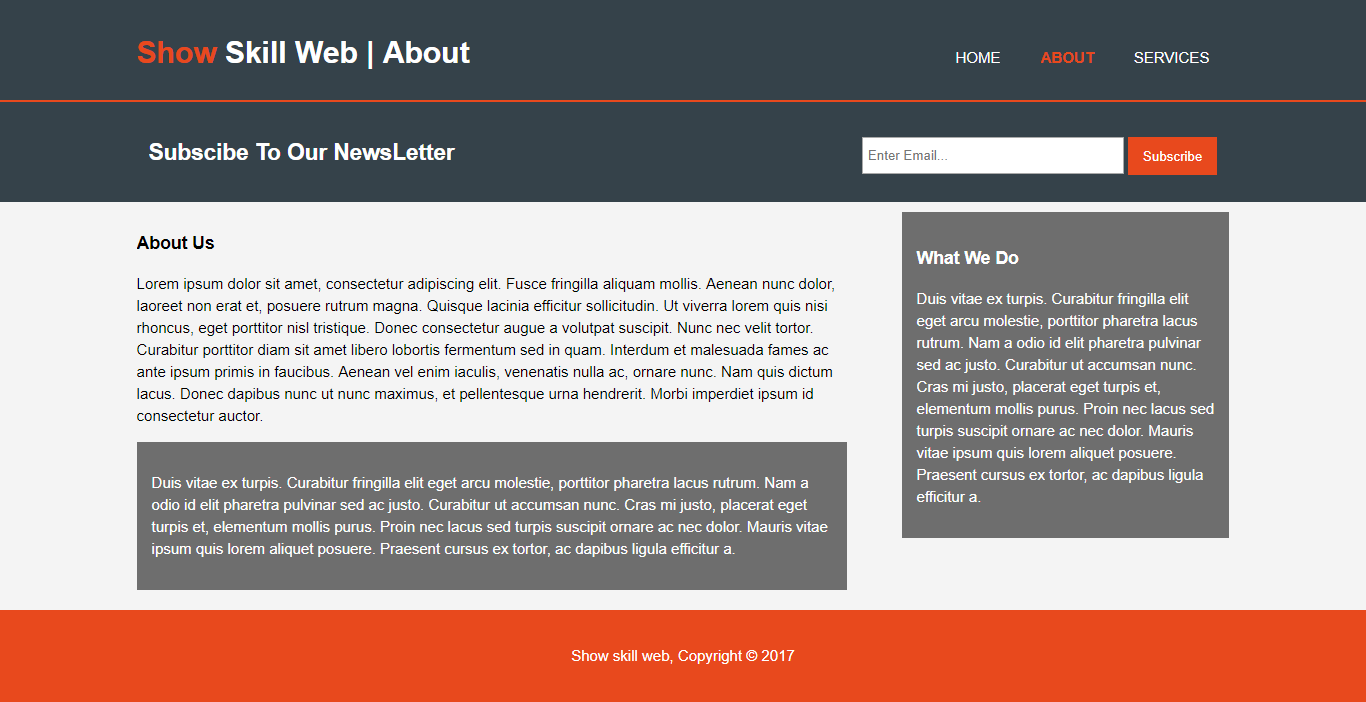 Show Skill Web | About
HOME ABOUT SERVICES
Subscibe To Our NewsLetter
Enter Email...
Subscribe
About Us
Lorem ipsum dolor sit amet, consectetur adipiscing elit. Fusce fringilla aliquam mollis. Aenean nunc dolor,
laoreet non erat et, posuere rutrum magna. Quisque lacinia efficitur sollicitudin. Ut viverra lorem quis nisi
rhoncus, eget porttitor nisl tristique. Donec consectetur augue a volutpat suscipit. Nunc nec velit tortor.
Curabitur porttitor diam sit amet libero lobortis fermentum sed in quam. Interdum et malesuada fames ac
ante ipsum primis in faucibus. Aenean vel enim iaculis, venenatis nulla ac, ornare nunc. Nam quis dictum
lacus. Donec dapibus nunc ut nunc maximus, et pellentesque urna hendrerit. Morbi imperdiet ipsum id
consectetur auctor.
Duis vitae ex turpis. Curabitur fringilla elit eget arcu molestie, porttitor pharetra lacus rutrum. Nam a
odio id elit pharetra pulvinar sed ac justo. Curabitur ut accumsan nunc. Cras mi justo, placerat eget
turpis et, elementum mollis purus. Proin nec lacus sed turpis suscipit ornare ac nec dolor. Mauris vitae
ipsum quis lorem aliquet posuere. Praesent cursus ex tortor, ac dapibus ligula efficitur a.
What We Do
Duis vitae ex turpis. Curabitur fringilla elit
eget arcu molestie, porttitor pharetra lacus
rutrum. Nam a odio id elit pharetra pulvinar
sed ac justo. Curabitur ut accumsan nunc.
Cras mi justo, placerat eget turpis et,
elementum mollis purus. Proin nec lacus sed
turpis suscipit ornare ac nec dolor. Mauris
vitae ipsum quis lorem aliquet posuere.
Praesent cursus ex tortor, ac dapibus ligula
efficitur a.
Show skill web, Copyright © 2017